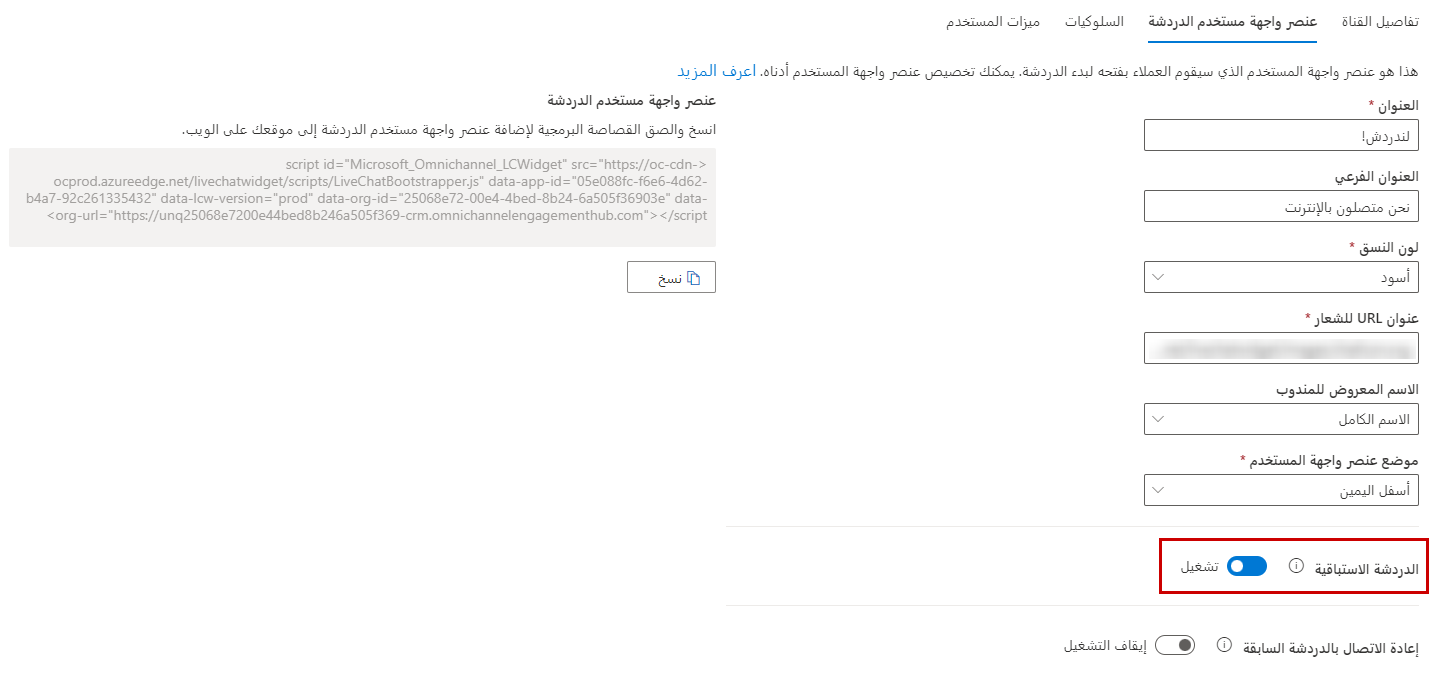 تفاصيل القناة
عنصر واجهة مستخدم الدردشة
السلوكيات
ميزات المستخدم
هذا هو عنصر واجهة المستخدم الذي سيقوم العملاء بفتحه لبدء الدردشة. يمكنك تخصيص عنصر واجهة المستخدم أدناه. اعرف المزيد
العنوان *
لندردش!
العنوان الفرعي
نحن متصلون بالإنترنت
لون النسق *
أسود
عنوان URL للشعار *
الاسم المعروض للمندوب
الاسم الكامل
موضع عنصر واجهة المستخدم *
أسفل اليمين
الدردشة الاستباقية
تشغيل
إعادة الاتصال بالدردشة السابقة
إيقاف التشغيل
عنصر واجهة مستخدم الدردشة
انسخ والصق القصاصة البرمجية لإضافة عنصر واجهة مستخدم الدردشة إلى موقعك على الويب.
script id="Microsoft_Omnichannel_LCWidget" src="https://oc-cdn->
ocprod.azureedge.net/livechatwidget/scripts/LiveChatBootstrapper.js" data-app-id="05e088fc-f6e6-4d62-
b4a7-92c261335432" data-lcw-version="prod" data-org-id="25068e72-00e4-4bed-8b24-6a505f36903e" data-
<org-url="https://unq25068e7200e44bed8b246a505f369-crm.omnichannelengagementhub.com"></script
نسخ